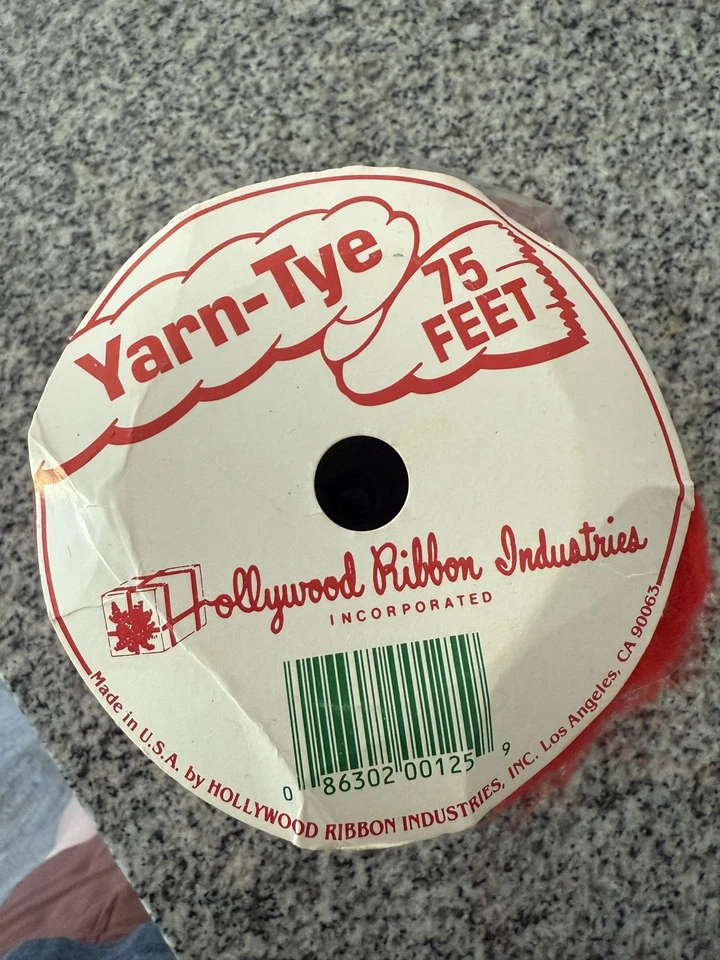 Yarn-Tye
75
FEET
Hollywood Ribbon Industries
INCORPORATED
0 86302 00125 9
Made in U.S.A. by HOLLYWOOD RIBBON INDUSTRIES, INC. Los Angeles, CA 90063